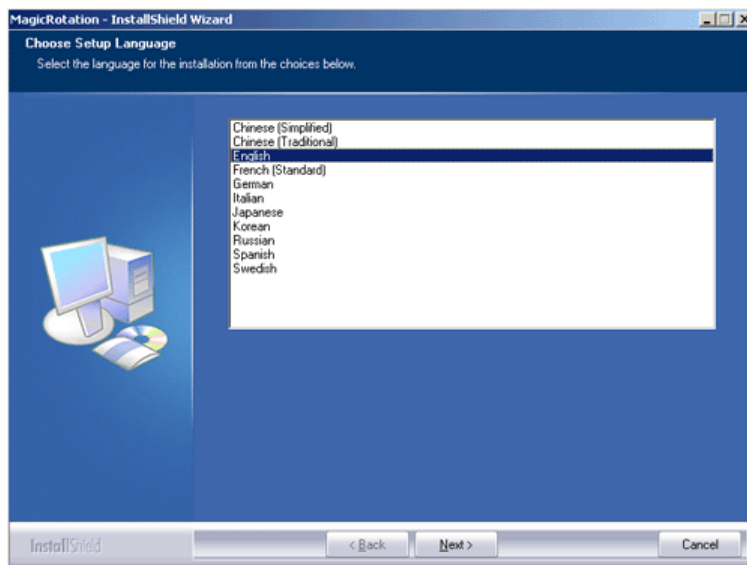 MagicRotation - InstallShield Wizard
Choose Setup Language
Select the language for the installation from the choices below.
Chinese (Simplified)
Chinese (Traditional)
English
French (Standard)
German
Italian
Japanese
Korean
Russian
Spanish
Swedish
InstallShield
< Back
Next >
Cancel